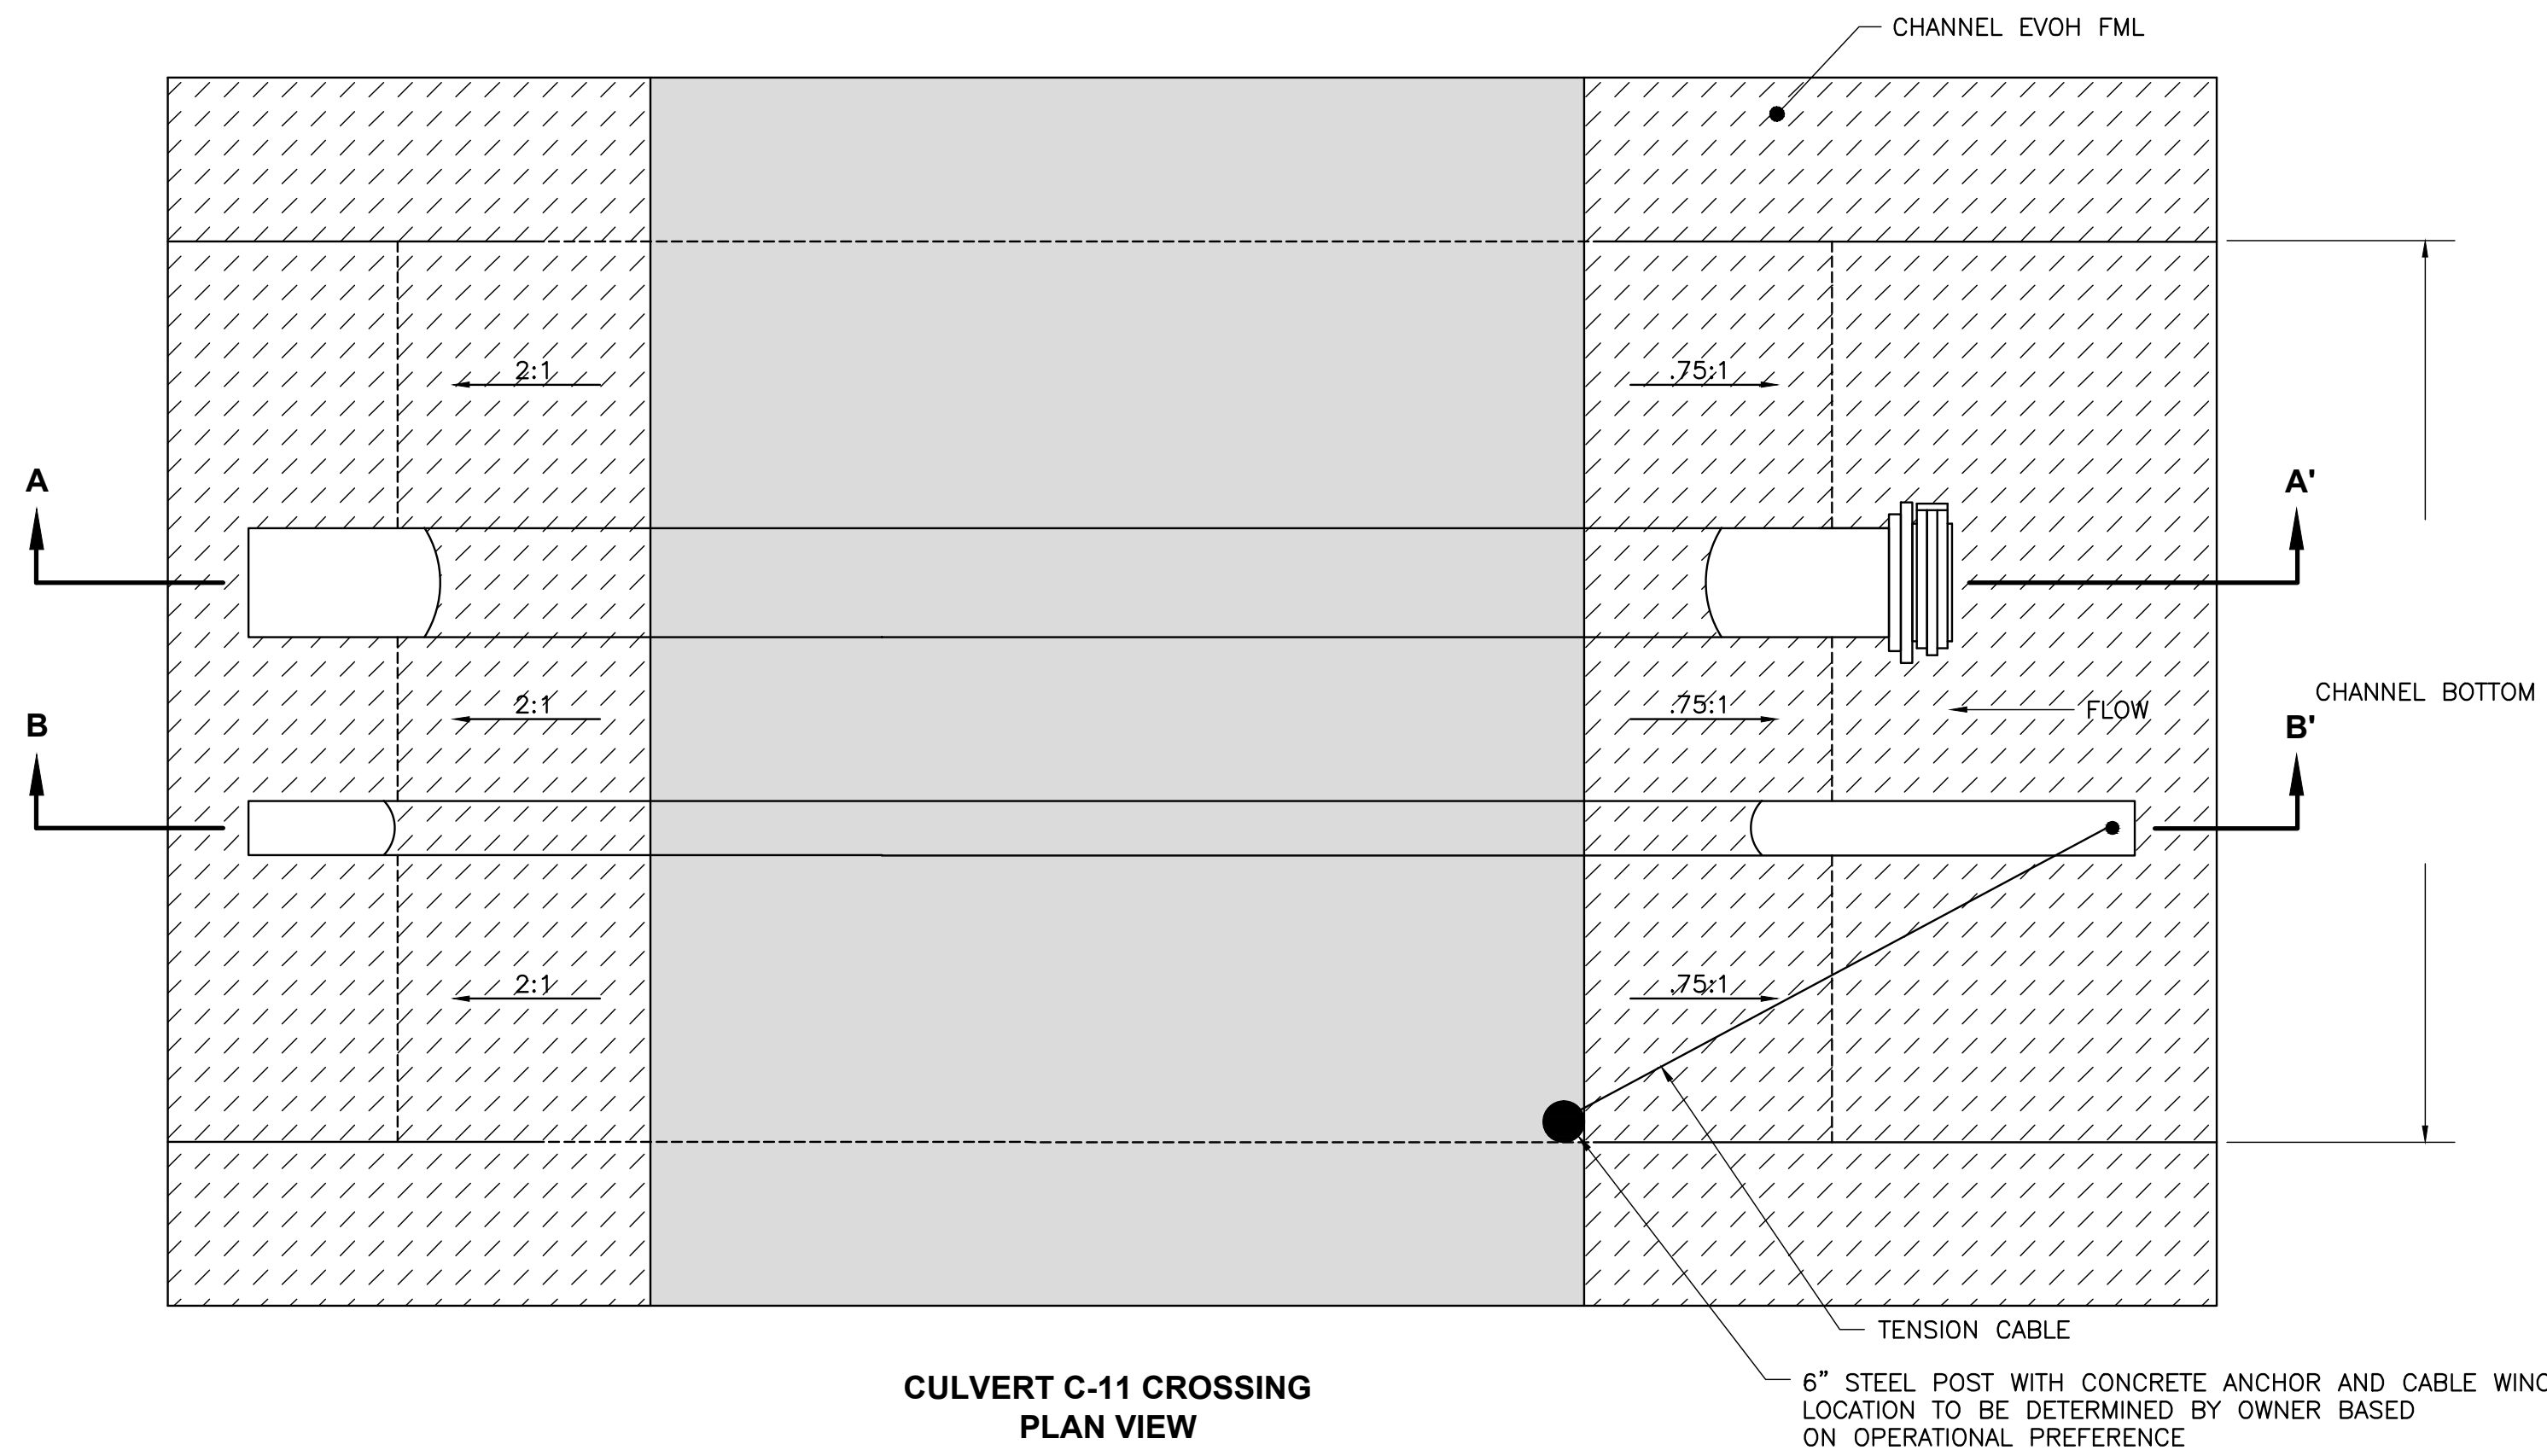 CHANNEL EVOH FML
2:1
.75:1
A
A'
2:1
.75:1
FLOW
CHANNEL BOTTOM
B
B'
2:1
.75:1
TENSION CABLE
6” STEEL POST WITH CONCRETE ANCHOR AND CABLE
LOCATION TO BE DETERMINED BY OWNER BASED
ON OPERATIONAL PREFERENCE
CULVERT C-11 CROSSING
PLAN VIEW